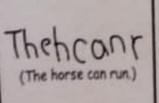 Thehcanr
(The horse can run.)